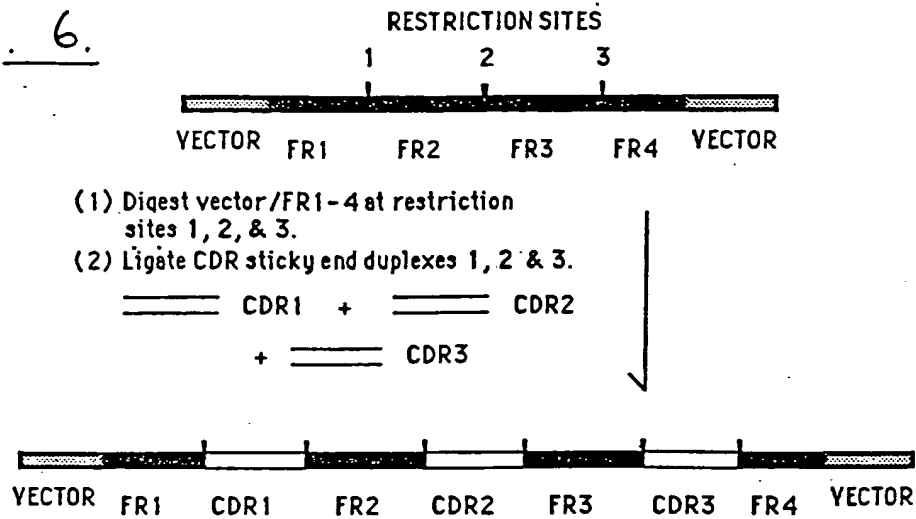 . 6.
RESTRICTION SITES
1 2 3
VECTOR FR1 FR2 FR3 FR4 VECTOR
(1) Digest vector/FR1-4 at restriction
sites 1, 2, & 3.
(2) Ligate CDR sticky end duplexes 1, 2 & 3.
CDR1 + CDR2
+ CDR3
VECTOR FR1 CDR1 FR2 CDR2 FR3 CDR3 FR4 VECTOR